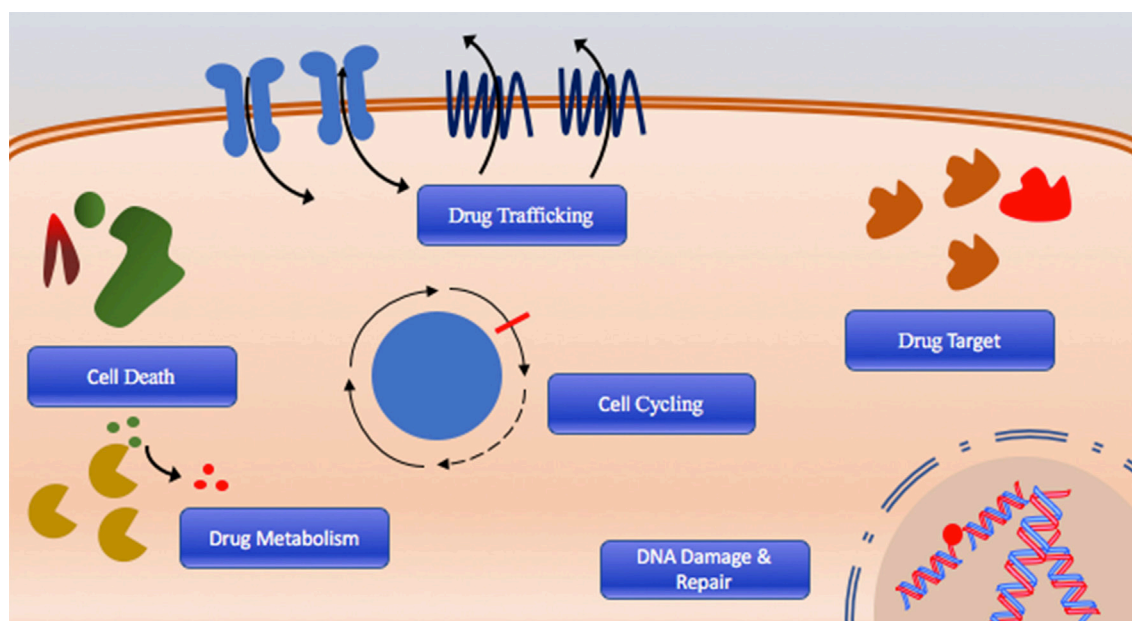 Drug Trafficking
Drug Target
Cell Death
Cell Cycling
Drug Metabolism
DNA Damage &
Repair